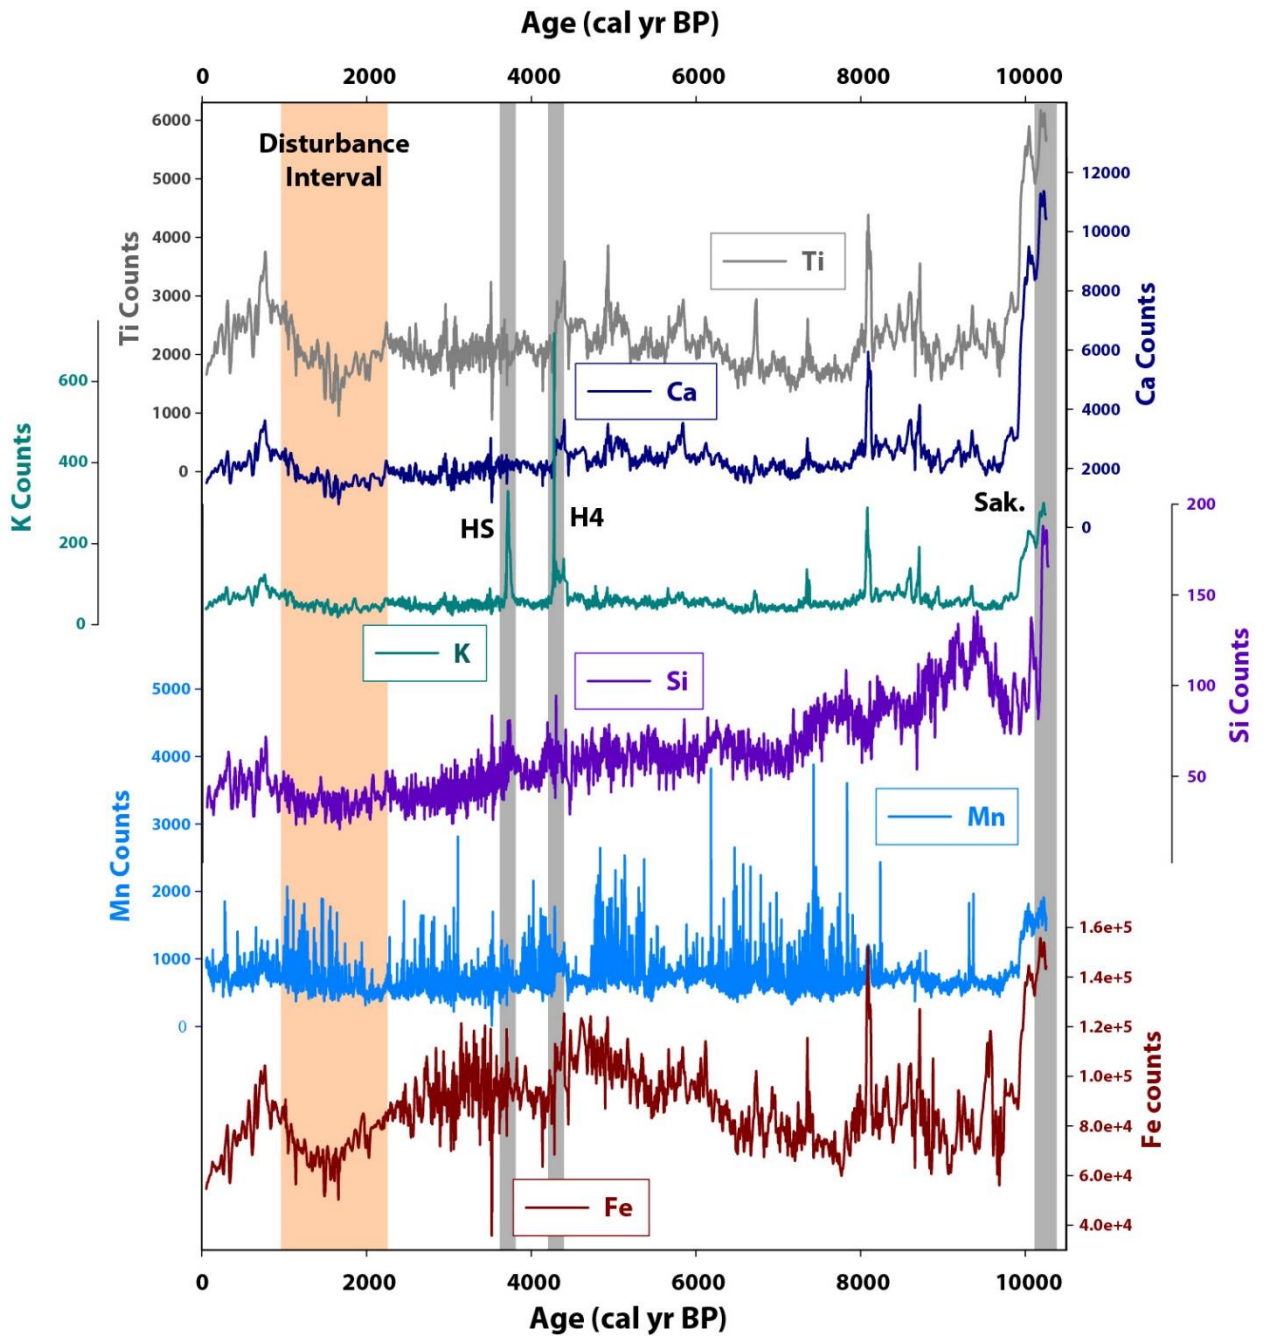 Age (cal yr BP)
0 2000 4000 6000 8000 10000
Disturbance
Interval
6000
5000
4000
3000
2000
1000
0
Ti Counts
12000
10000
8000
6000
4000
2000
0
Ca Counts
Ti
Ca
600
400
200
0
K Counts
HS
H4
Sak.
K
200
150
100
50
Si Counts
Si
5000
4000
3000
2000
1000
0
Mn Counts
Mn
1.6e+5
1.4e+5
1.2e+5
1.0e+5
8.0e+4
6.0e+4
4.0e+4
Fe counts
Fe
0 2000 4000 6000 8000 10000
Age (cal yr BP)